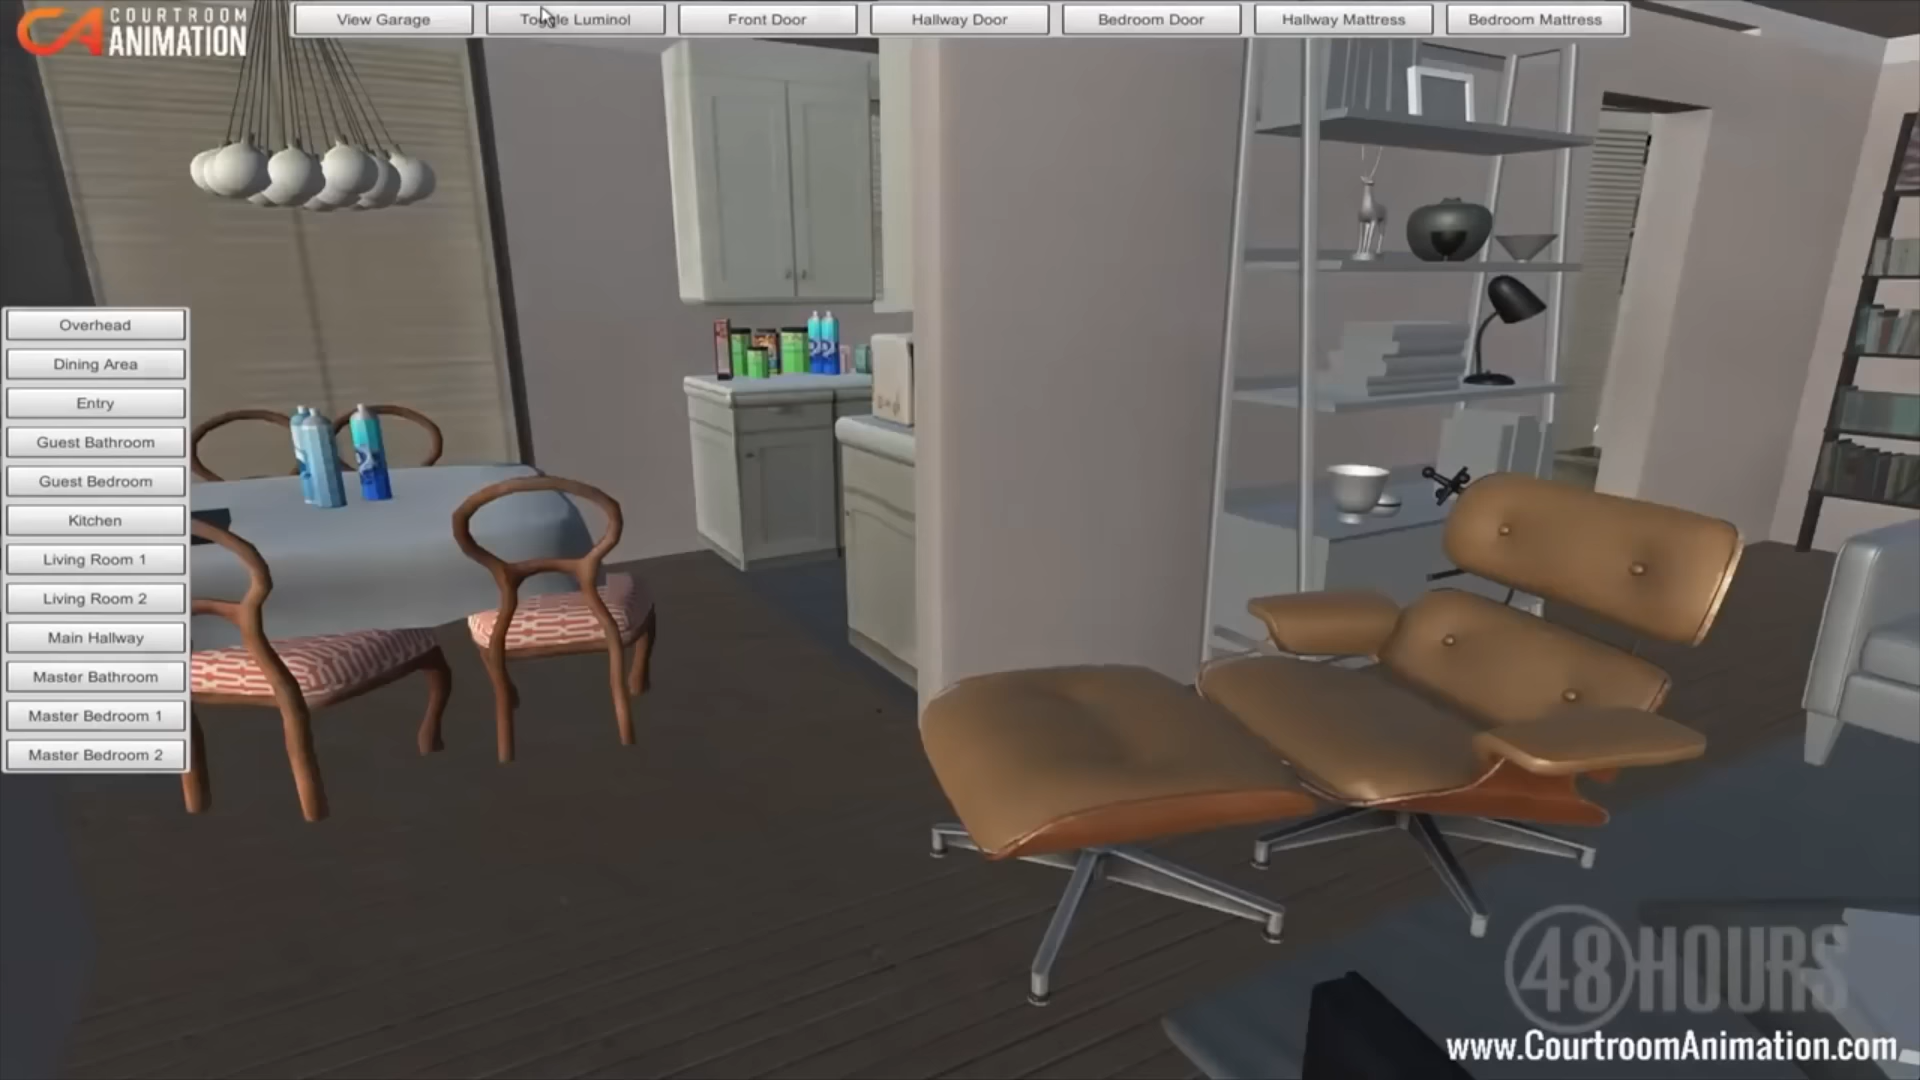 COURTROOM
ANIMATION
View Garage
Toggle Luminol
Front Door
Hallway Door
Bedroom Door
Hallway Mattress
Bedroom Mattress
Overhead
Dining Area
Entry
Guest Bathroom
Guest Bedroom
Kitchen
Living Room 1
Living Room 2
Main Hallway
Master Bathroom
Master Bedroom 1
Master Bedroom 2
48 HOURS
www.CourtroomAnimation.com